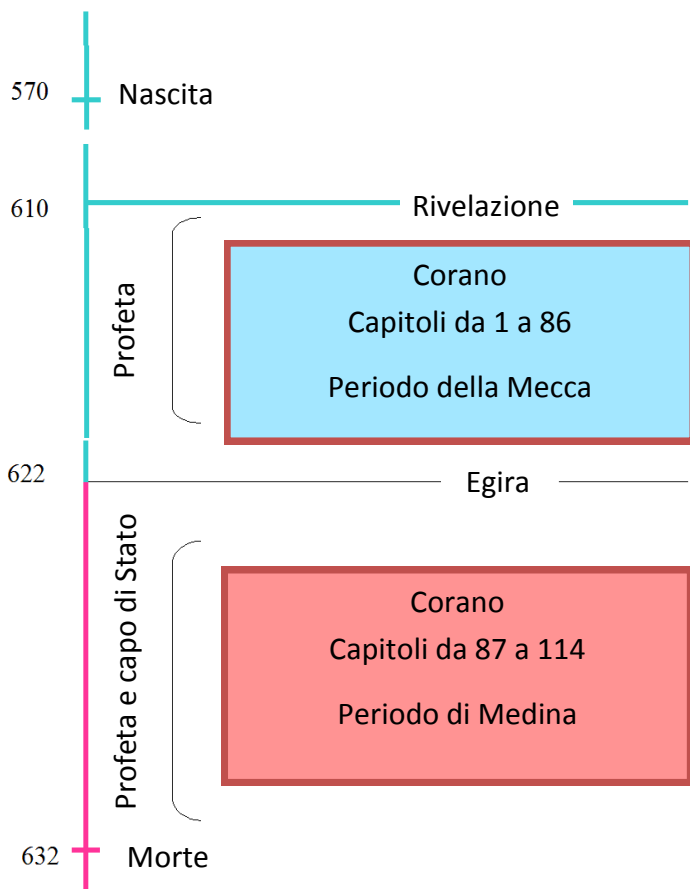 570
Nascita
610
Rivelazione
Profeta
Corano
Capitoli da 1 a 86
Periodo della Mecca
622
Egira
Profeta e capo di Stato
Corano
Capitoli da 87 a 114
Periodo di Medina
632
Morte